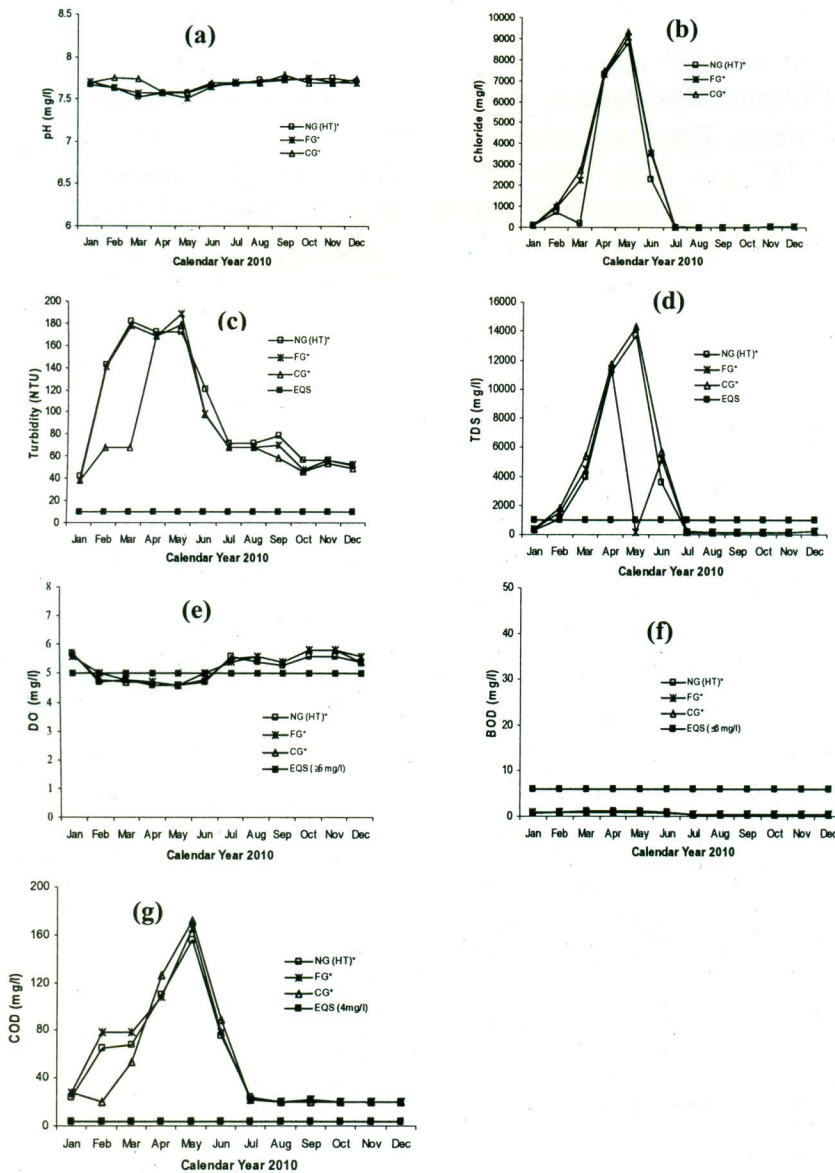 (a)
pH (mg/l)
8.5
8
7.5
7
6.5
6
NG (HT)*
FG*
CG*
Jan Feb Mar Apr May Jun Jul Aug Sep Oct Nov Dec
Calendar Year 2010
(b)
Chloride (mg/l)
10000
9000
8000
7000
6000
5000
4000
3000
2000
1000
0
NG (HT)*
FG*
CG*
Jan Feb Mar Apr May Jun Jul Aug Sep Oct Nov Dec
Calendar Year 2010
(c)
Turbidity (NTU)
200
180
160
140
120
100
80
60
40
20
0
NG (HT)*
FG*
CG*
EQS
Jan Feb Mar Apr May Jun Jul Aug Sep Oct Nov Dec
Calendar Year 2010
(d)
TDS (mg/l)
16000
14000
12000
10000
8000
6000
4000
2000
0
NG (HT)*
FG*
CG*
EQS
Jan Feb Mar Apr May Jun Jul Aug Sep Oct Nov Dec
Calendar Year 2010
(e)
DO (mg/l)
8
7
6
5
4
3
2
1
0
NG (HT)*
FG*
CG*
Jan Feb Mar Apr May Jun Jul Aug Sep Oct Nov Dec
Calendar Year 2010
(f)
BOD (mg/l)
50
40
30
20
10
0
NG (HT)*
FG*
CG*
Jan Feb Mar Apr May Jun Jul Aug Sep Oct Nov Dec
Calendar Year 2010
(g)
COD (mg/l)
200
160
120
80
40
0
NG (HT)*
FG*
CG*
EQS (4mg/l)
Jan Feb Mar Apr May Jun Jul Aug Sep Oct Nov Dec
Calendar Year 2010